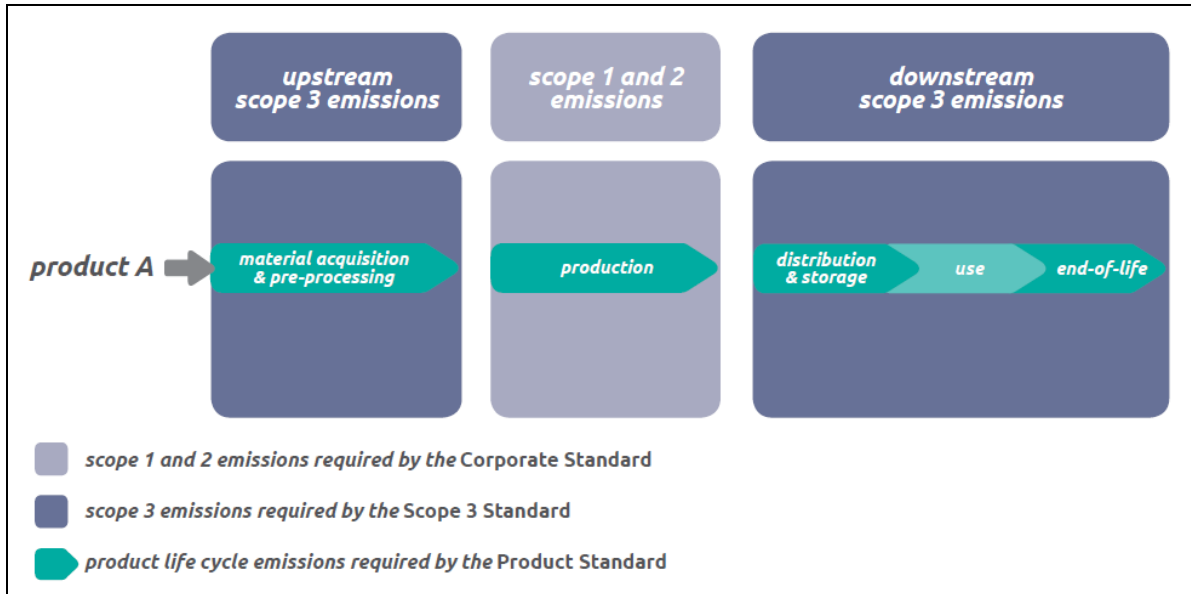 upstream
scope 3 emissions
scope 1 and 2
emissions
downstream
scope 3 emissions
product A
material acquisition
& pre-processing
production
distribution
& storage
use
end-of-life
scope 1 and 2 emissions required by the Corporate Standard
scope 3 emissions required by the Scope 3 Standard
product life cycle emissions required by the Product Standard